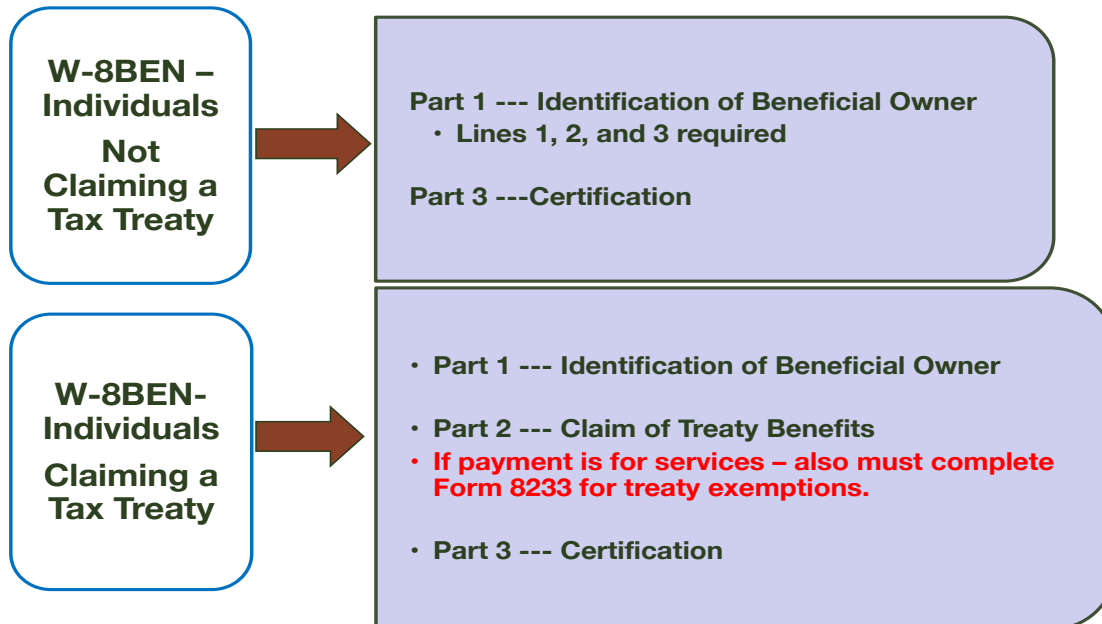 W-8BEN –
Individuals
Not
Claiming a
Tax Treaty
Part 1 --- Identification of Beneficial Owner
• Lines 1, 2, and 3 required
Part 3 ---Certification
W-8BEN-
Individuals
Claiming a
Tax Treaty
• Part 1 --- Identification of Beneficial Owner
• Part 2 --- Claim of Treaty Benefits
• If payment is for services – also must complete
Form 8233 for treaty exemptions.
• Part 3 --- Certification